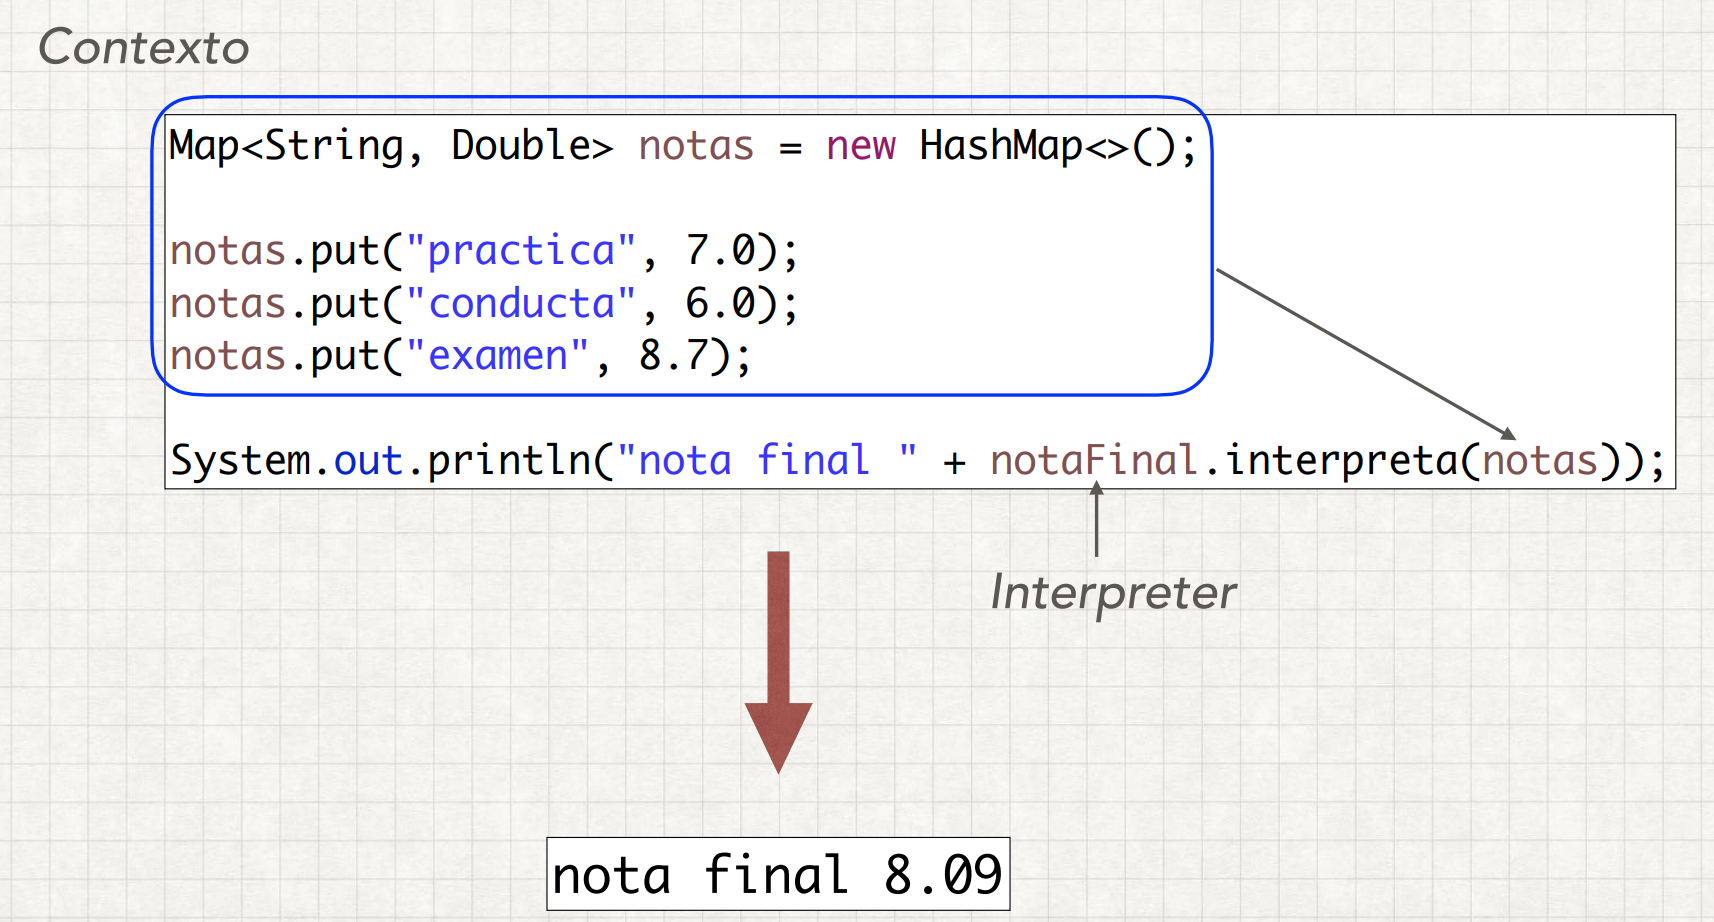 Contexto
Map<String, Double> notas = new HashMap<>();
notas.put("practica", 7.0);
notas.put("conducta", 6.0);
notas.put("examen", 8.7);
System.out.println("nota final " + notaFinal.interpreta(notas));
Interpreter
nota final 8.09